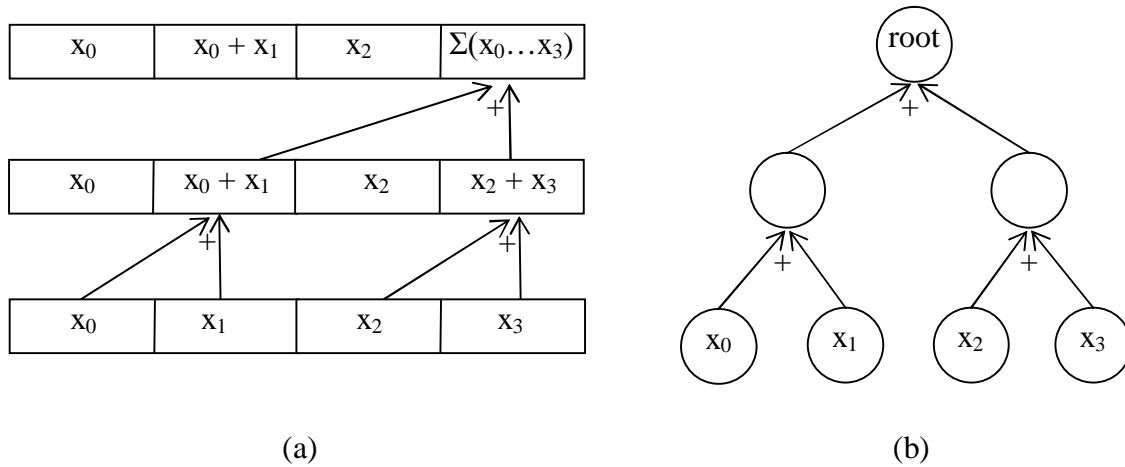 x₀ x₀ + x₁ x₂ Σ(x₀…x₃)
+
x₀ x₀ + x₁ x₂ x₂ + x₃
+ +
x₀ x₁ x₂ x₃
(a)
root
+
+ +
x₀ x₁ x₂ x₃
(b)